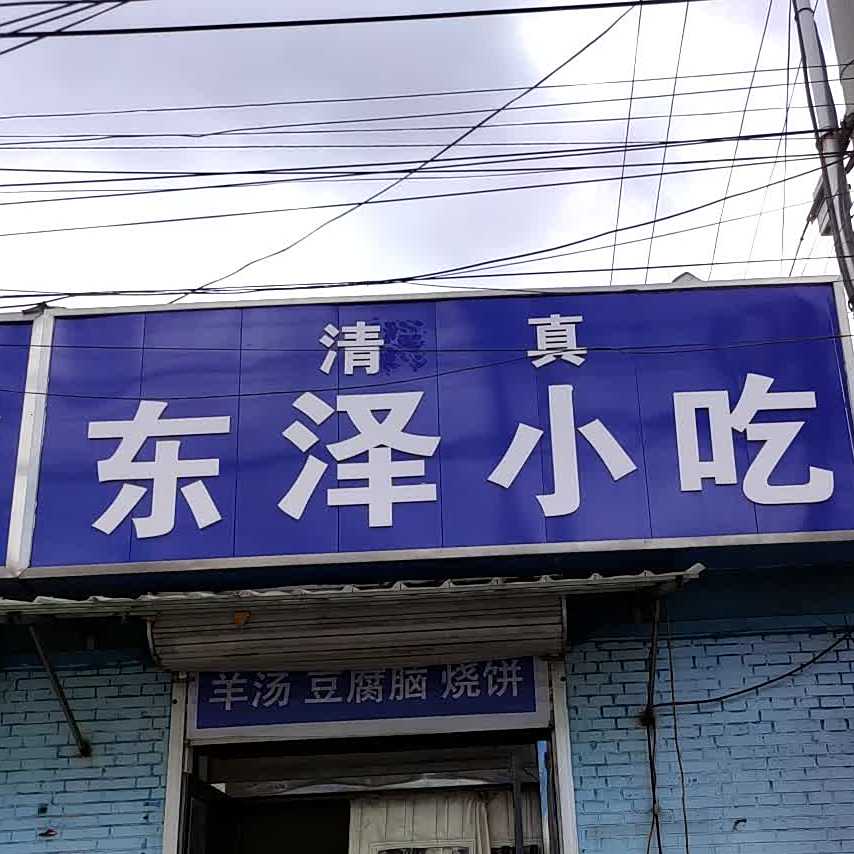 清真
东泽小吃
羊汤 豆腐脑 烧饼